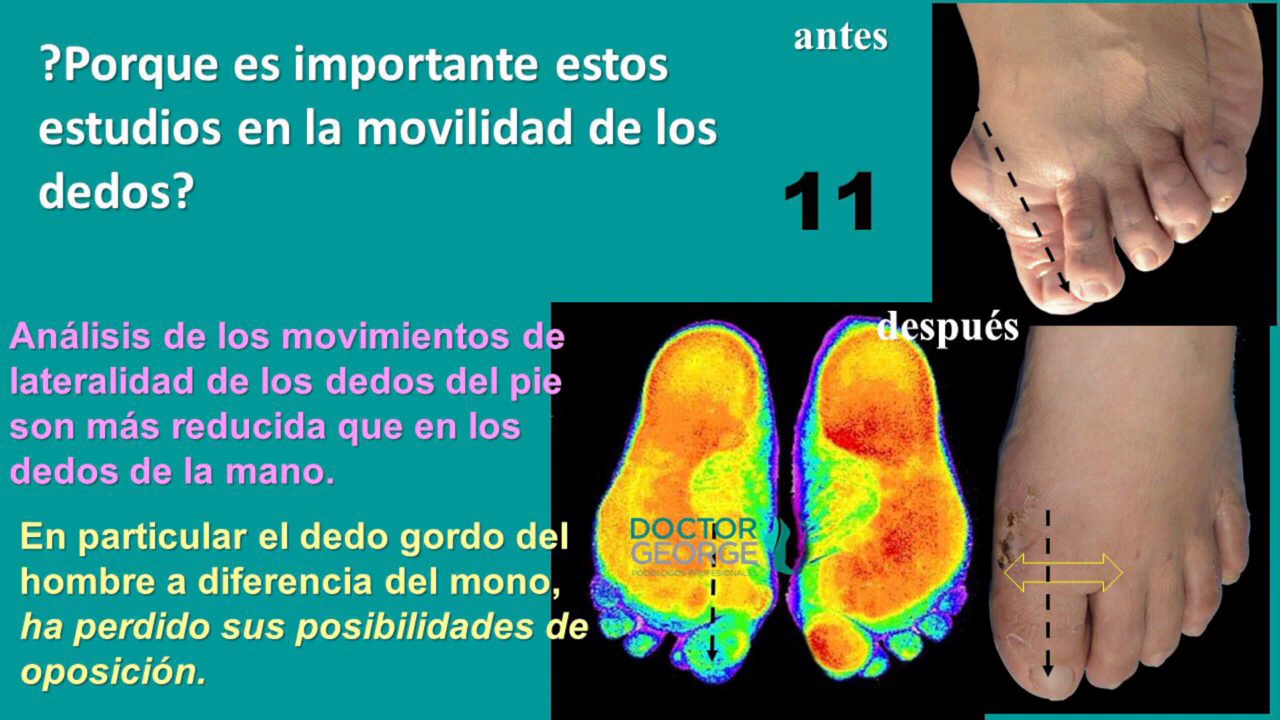 ?Porque es importante estos
estudios en la movilidad de los
dedos?
antes
11
después
Análisis de los movimientos de
lateralidad de los dedos del pie
son más reducida que en los
dedos de la mano.
En particular el dedo gordo del
hombre a diferencia del mono,
ha perdido sus posibilidades de
oposición.
DOCTOR
GEORGE